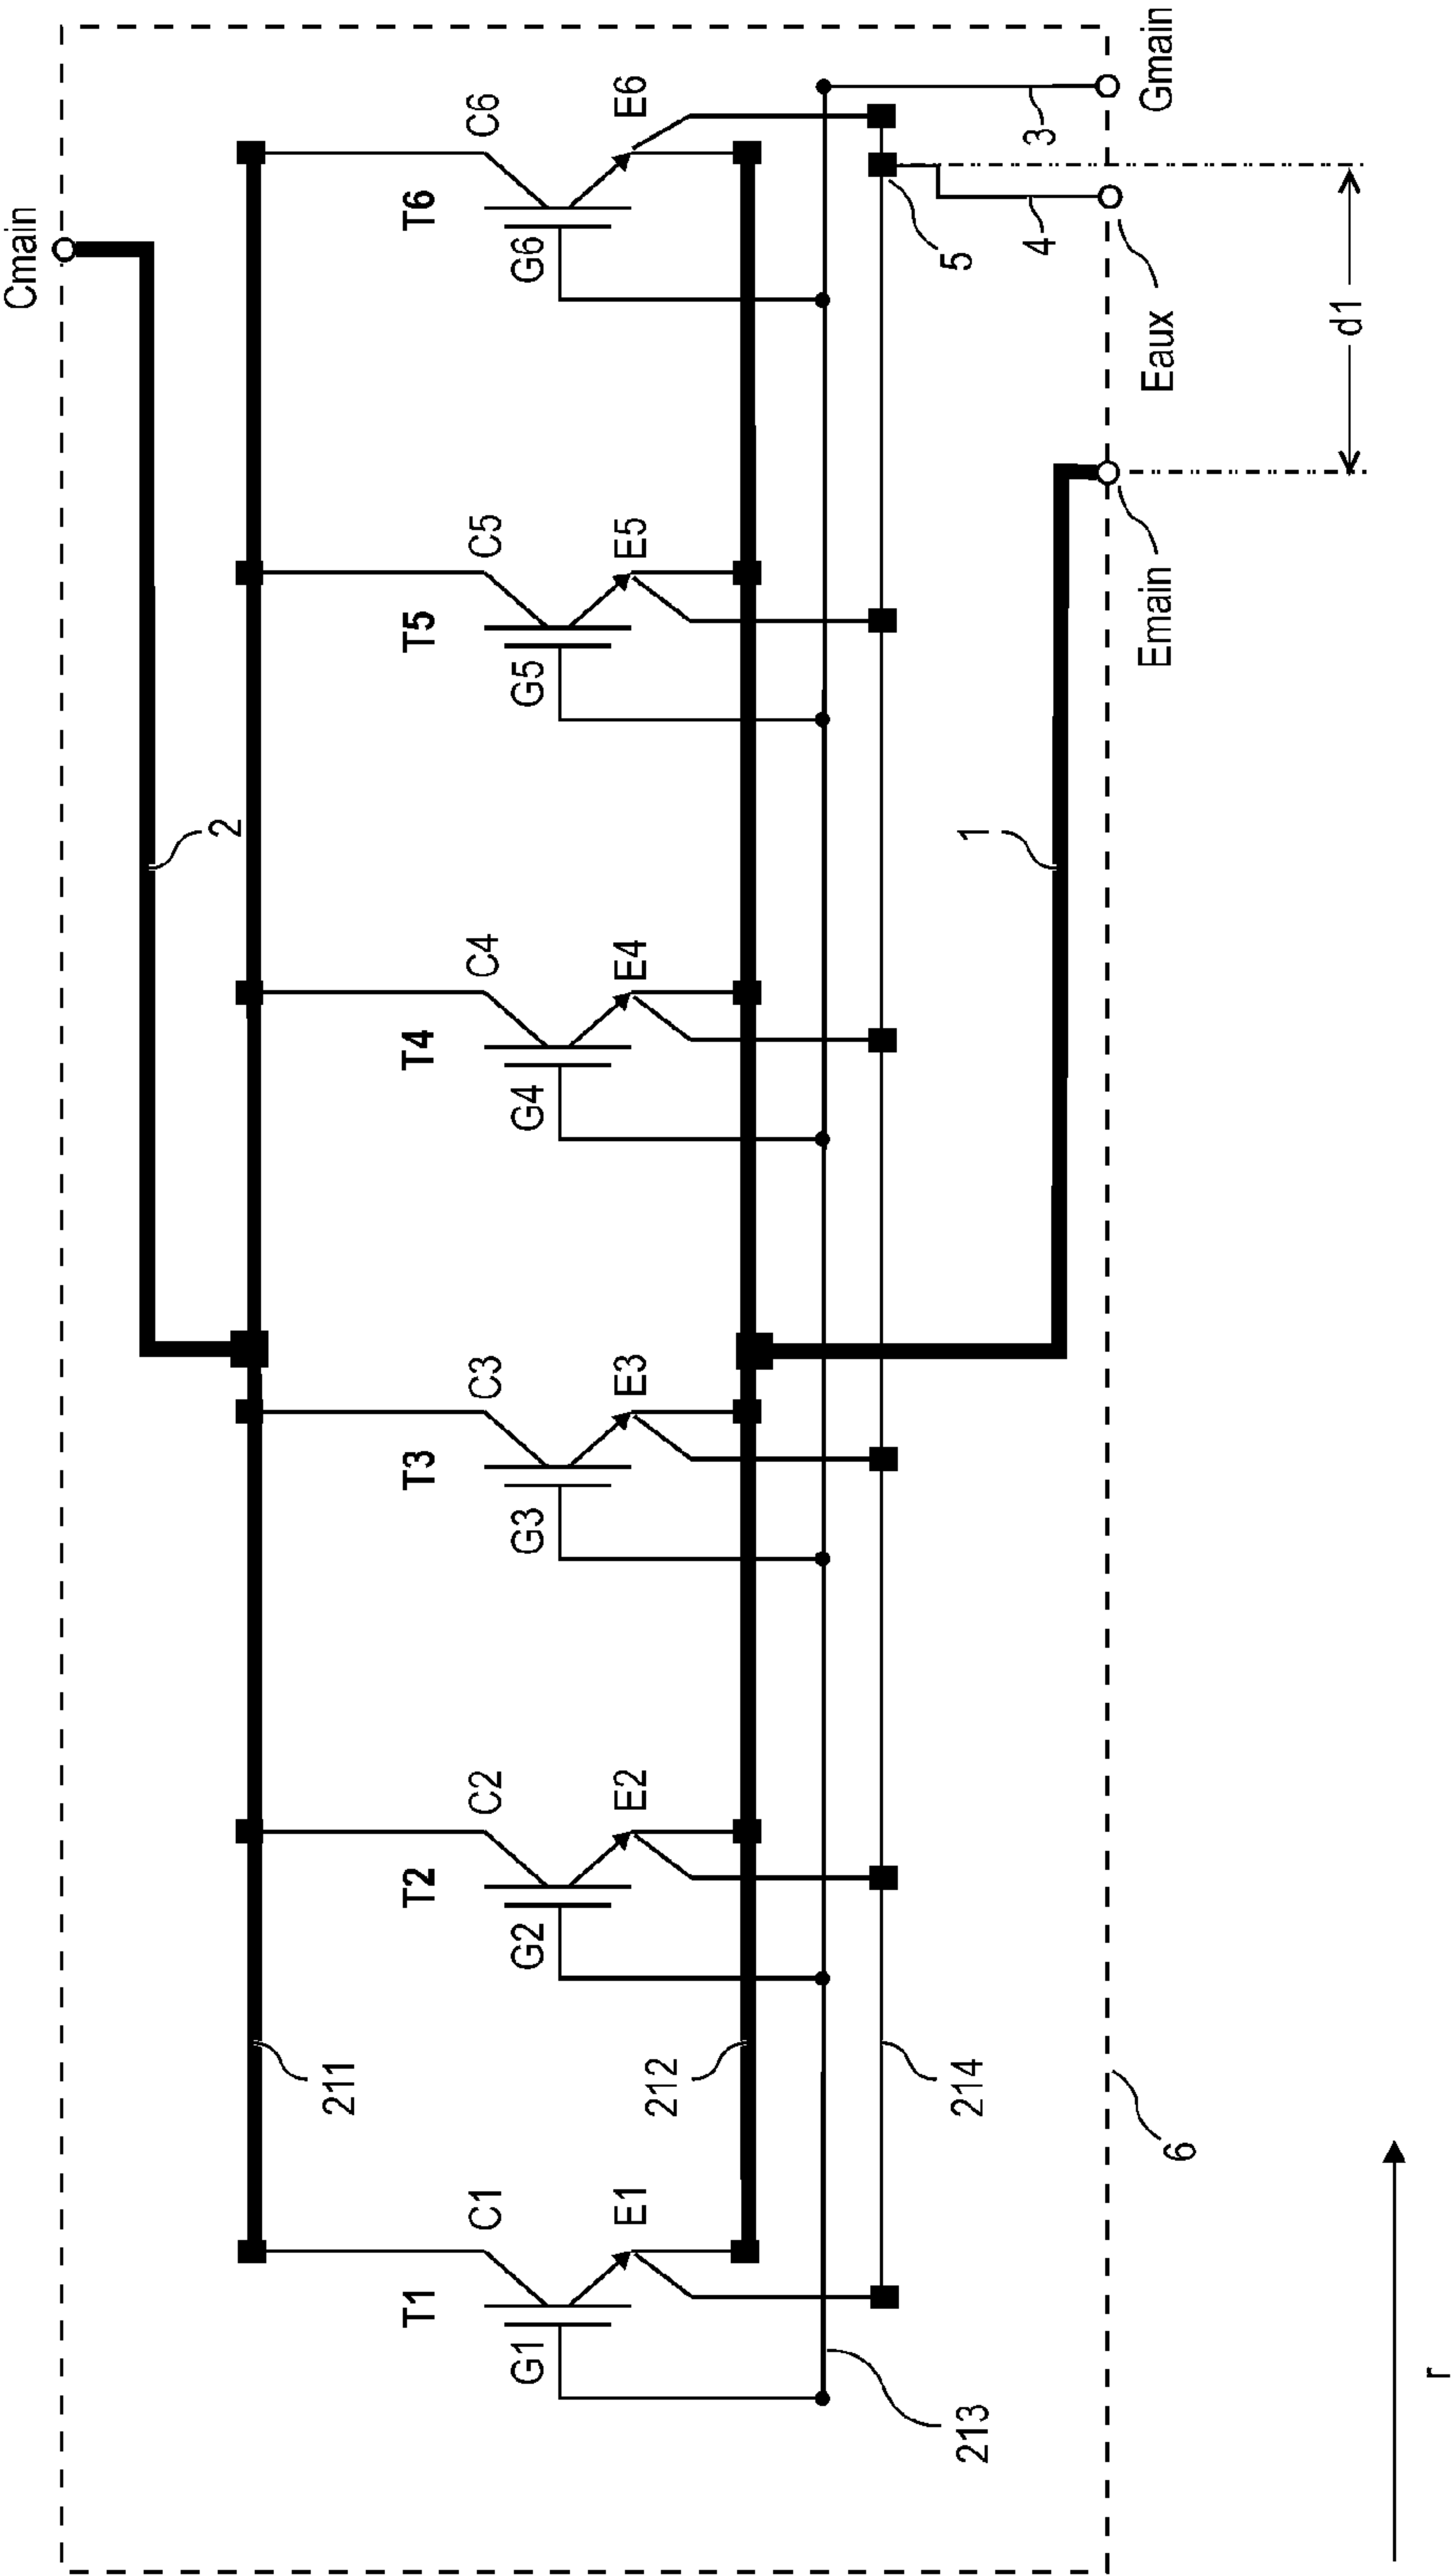 Cmain
2
211
C1
C2
C3
C4
C5
C6
T1
T2
T3
T4
T5
T6
G1
G2
G3
G4
G5
G6
E1
E2
E3
E4
E5
E6
212
213
214
1
5
4
3
6
Emain
Eaux
Gmain
d1
r